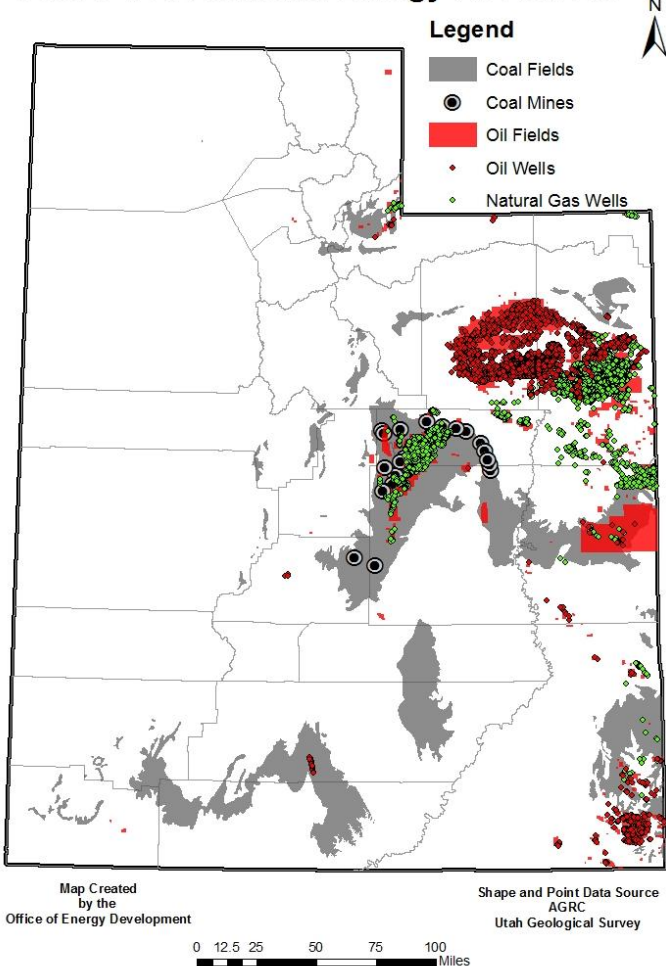 N
Legend
Coal Fields
Coal Mines
Oil Fields
Oil Wells
Natural Gas Wells
Map Created
by the
Office of Energy Development
Shape and Point Data Source
AGRC
Utah Geological Survey
0 12.5 25 50 75 100
Miles